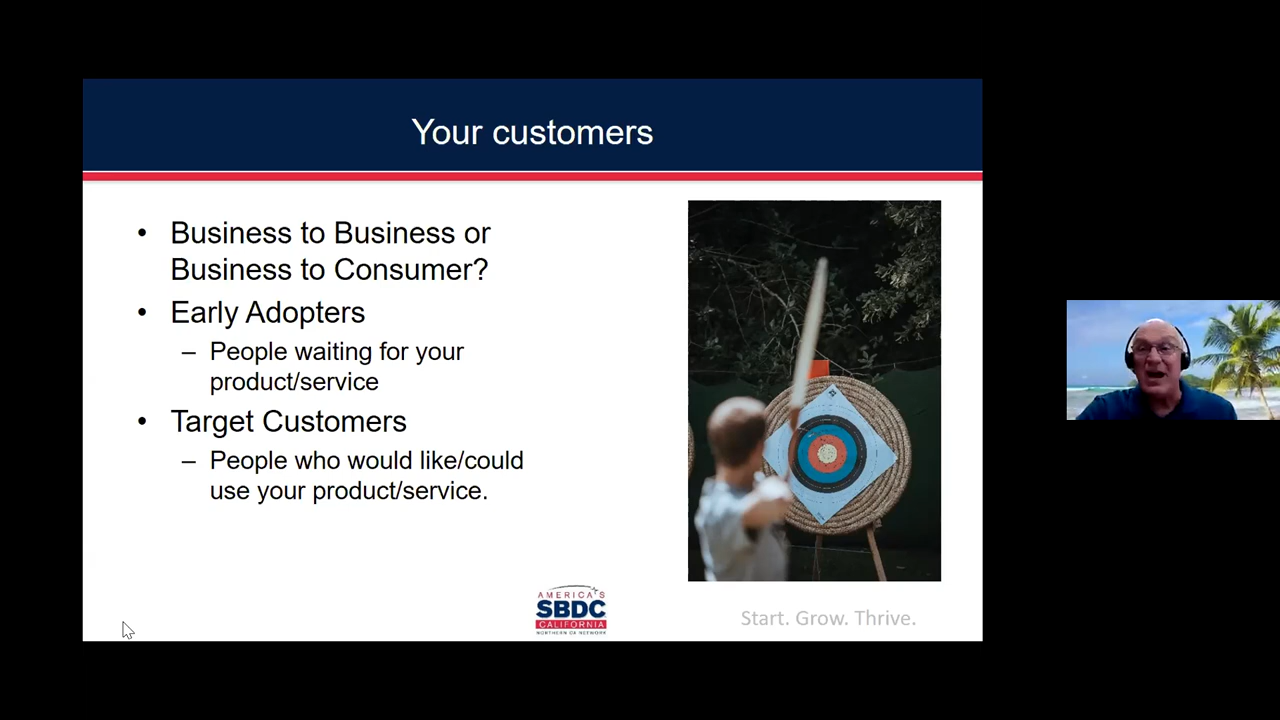 Your customers
• Business to Business or
Business to Consumer?
• Early Adopters
– People waiting for your
product/service
• Target Customers
– People who would like/could
use your product/service.
AMERICA'S
SBDC
CALIFORNIA
NORTHERN CA NETWORK
Start. Grow. Thrive.